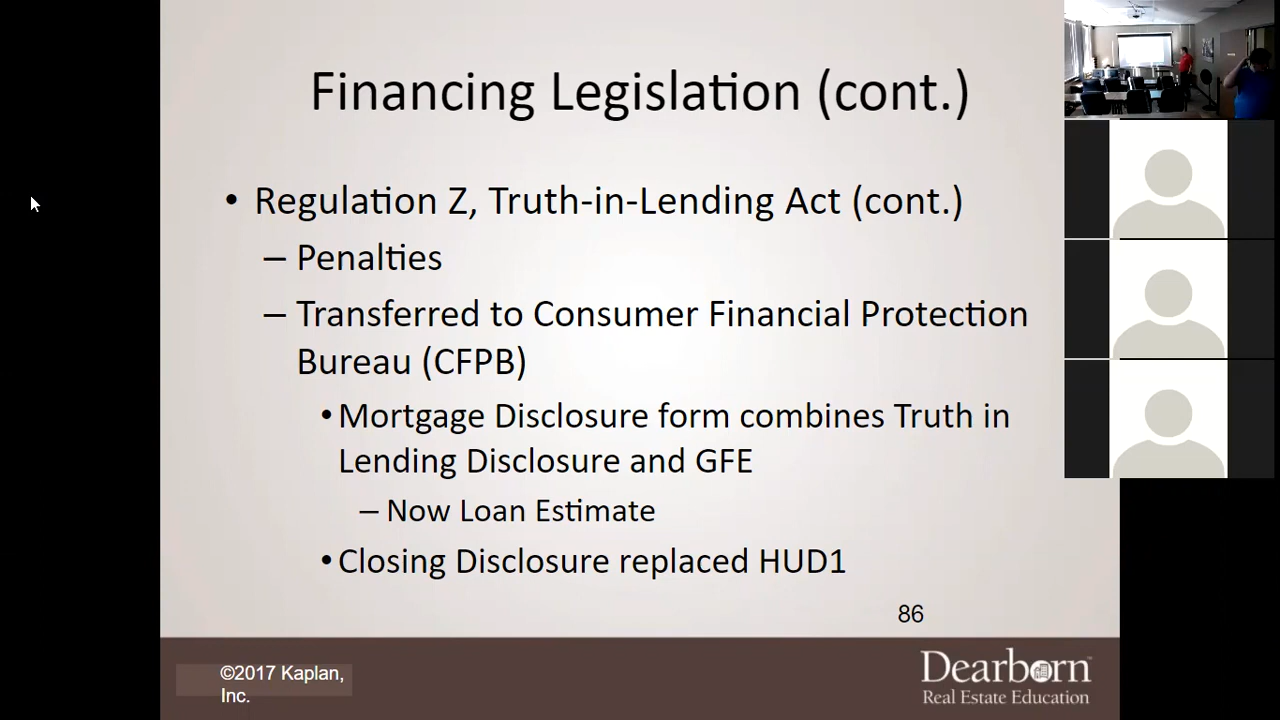 Financing Legislation (cont.)
• Regulation Z, Truth-in-Lending Act (cont.)
– Penalties
– Transferred to Consumer Financial Protection
Bureau (CFPB)
• Mortgage Disclosure form combines Truth in
Lending Disclosure and GFE
– Now Loan Estimate
• Closing Disclosure replaced HUD1
86
©2017 Kaplan,
Inc.
Dearborn™
Real Estate Education